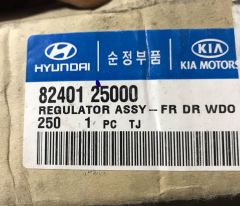 HYUNDAI 순정부품 KIA KIA MOTORS
82401 25000
REGULATOR ASSY-FR DR WDO
250 1 PC TJ